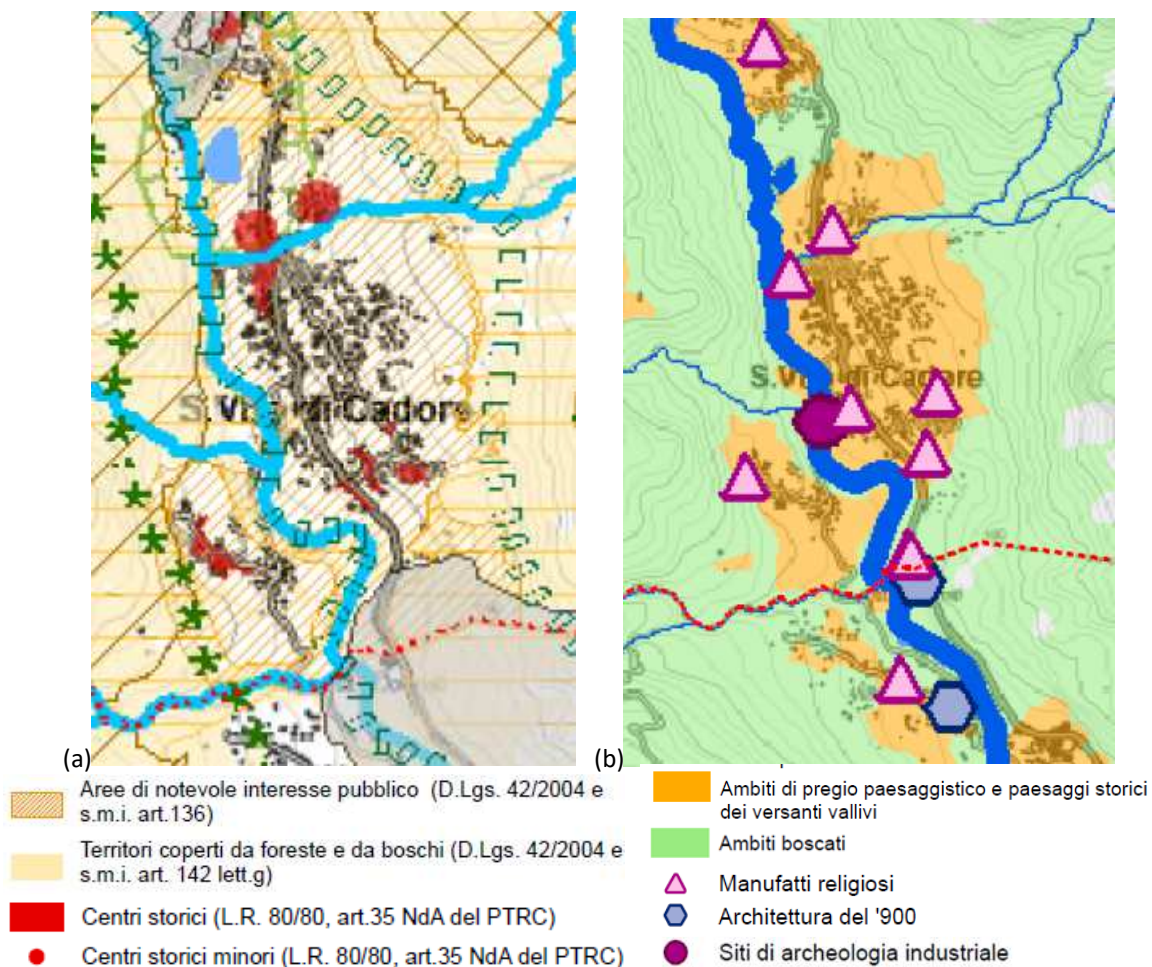 S.Vito di Cadore
S.Vito di Cadore
(a)
(b)
Aree di notevole interesse pubblico (D.Lgs. 42/2004 e
s.m.i. art.136)
Territori coperti da foreste e da boschi (D.Lgs. 42/2004 e
s.m.i. art. 142 lett.g)
Centri storici (L.R. 80/80, art.35 NdA del PTRC)
Centri storici minori (L.R. 80/80, art.35 NdA del PTRC)
Ambiti di pregio paesaggistico e paesaggi storici
dei versanti vallivi
Ambiti boscati
Manufatti religiosi
Architettura del '900
Siti di archeologia industriale